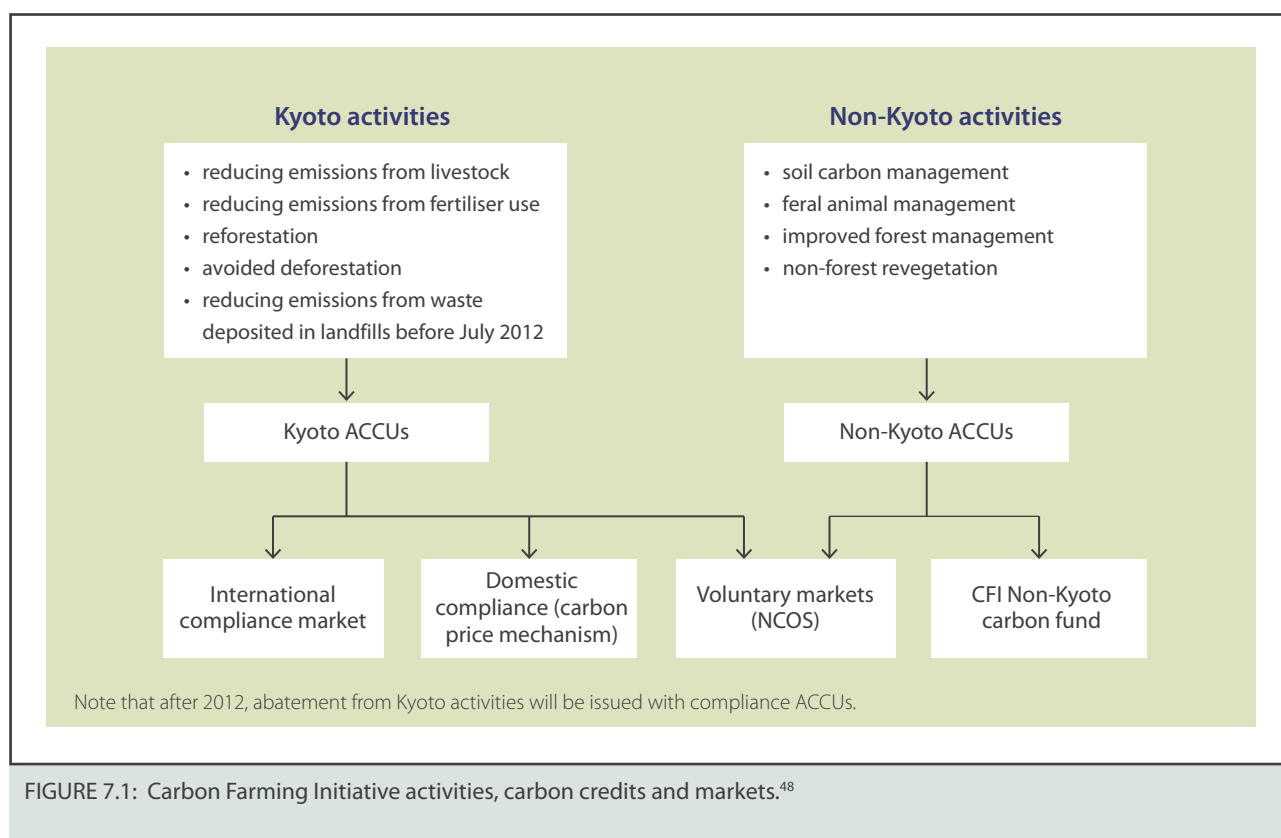 Kyoto activities
• reducing emissions from livestock
• reducing emissions from fertiliser use
• reforestation
• avoided deforestation
• reducing emissions from waste
deposited in landfills before July 2012
Non-Kyoto activities
• soil carbon management
• feral animal management
• improved forest management
• non-forest revegetation
Kyoto ACCUs
Non-Kyoto ACCUs
International
compliance market
Domestic
compliance (carbon
price mechanism)
Voluntary markets
(NCOS)
CFI Non-Kyoto
carbon fund
Note that after 2012, abatement from Kyoto activities will be issued with compliance ACCUs.
FIGURE 7.1: Carbon Farming Initiative activities, carbon credits and markets.48